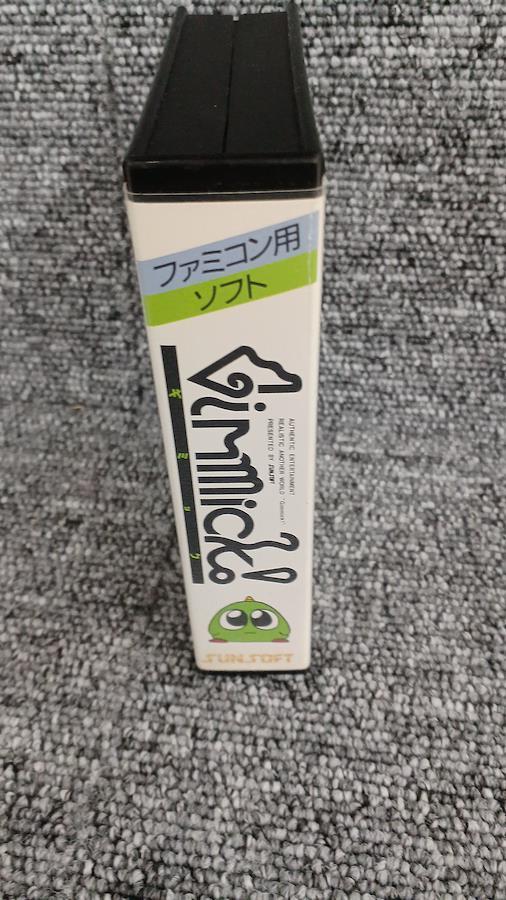 ファミコン用
ソフト
Gimmick!
ギミック
AUTHENTIC ENTERTAINMENT
REALISTIC ANOTHER WORLD "Gimmick!"
PRESENTED BY SUNSOFT
SUNSOFT